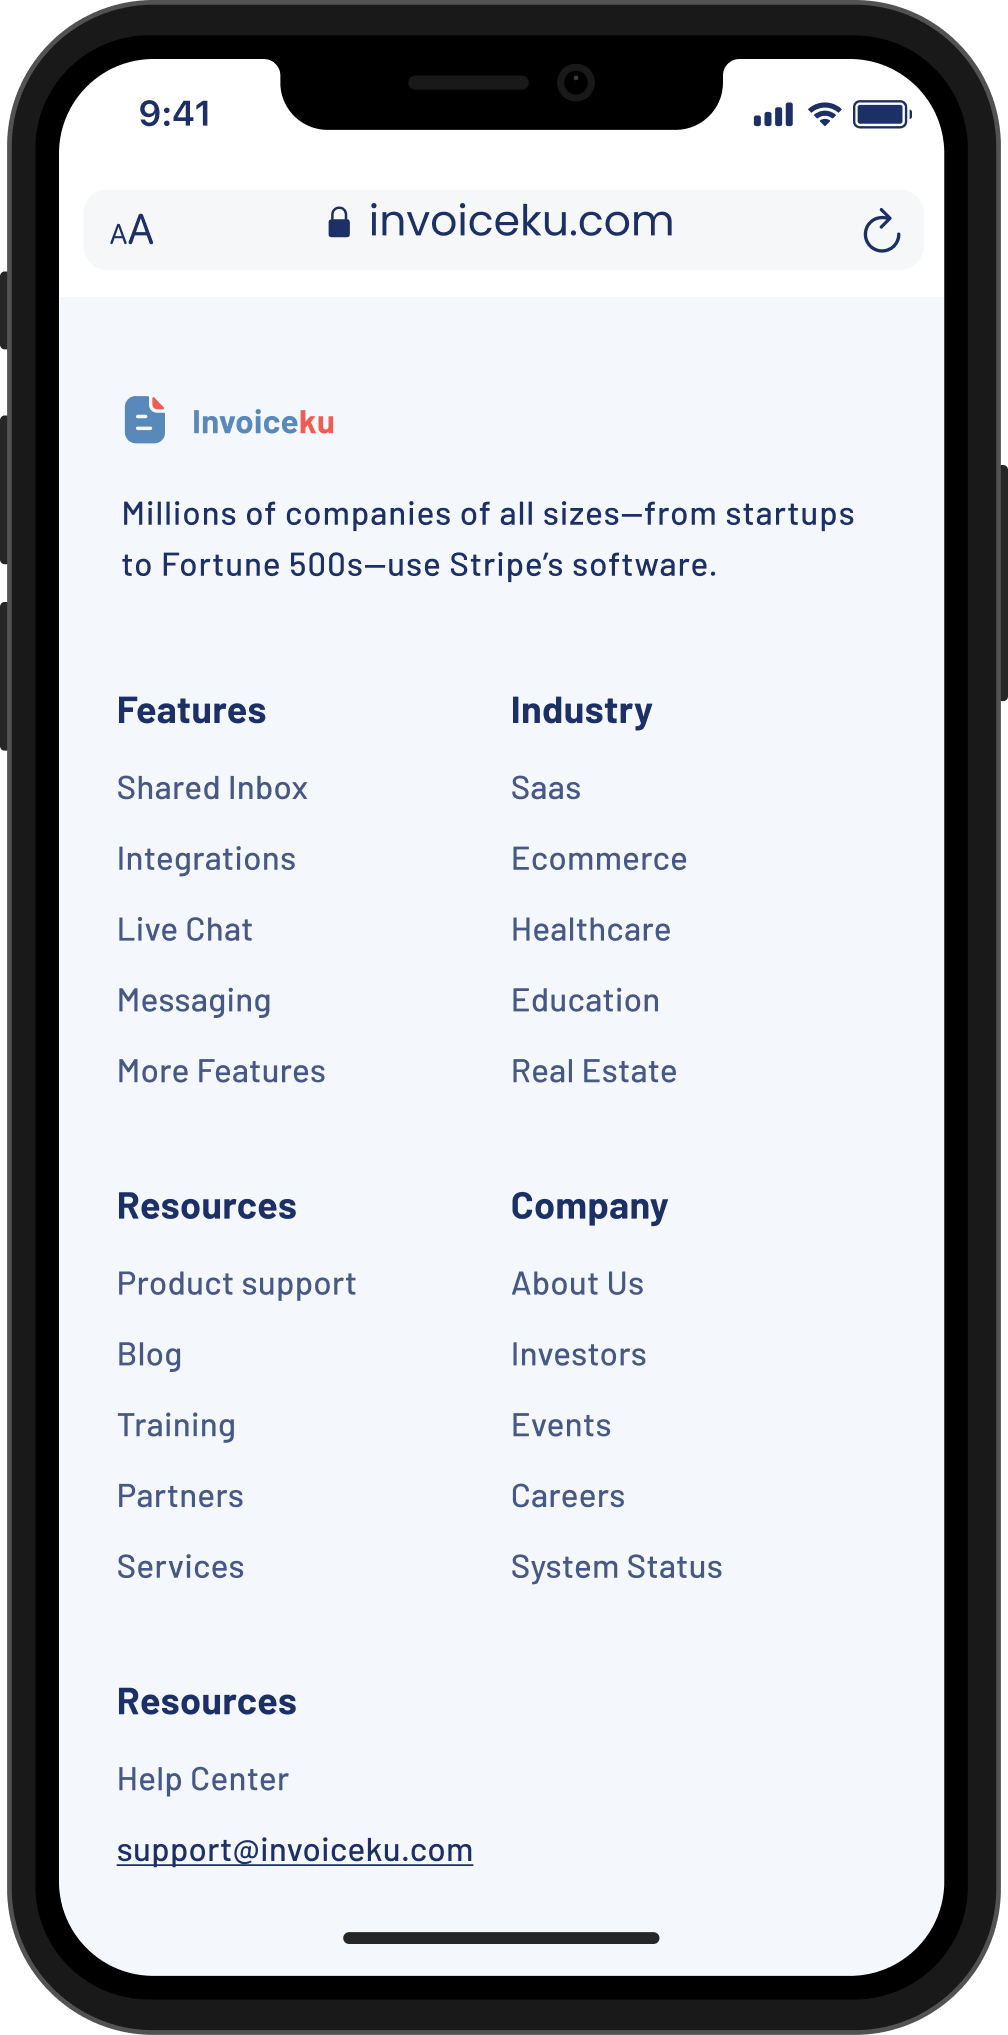 9:41
AA invoiceku.com
Invoiceku
Millions of companies of all sizes—from startups
to Fortune 500s—use Stripe’s software.
Features
Shared Inbox
Integrations
Live Chat
Messaging
More Features
Industry
Saas
Ecommerce
Healthcare
Education
Real Estate
Resources
Product support
Blog
Training
Partners
Services
Company
About Us
Investors
Events
Careers
System Status
Resources
Help Center
support@invoiceku.com